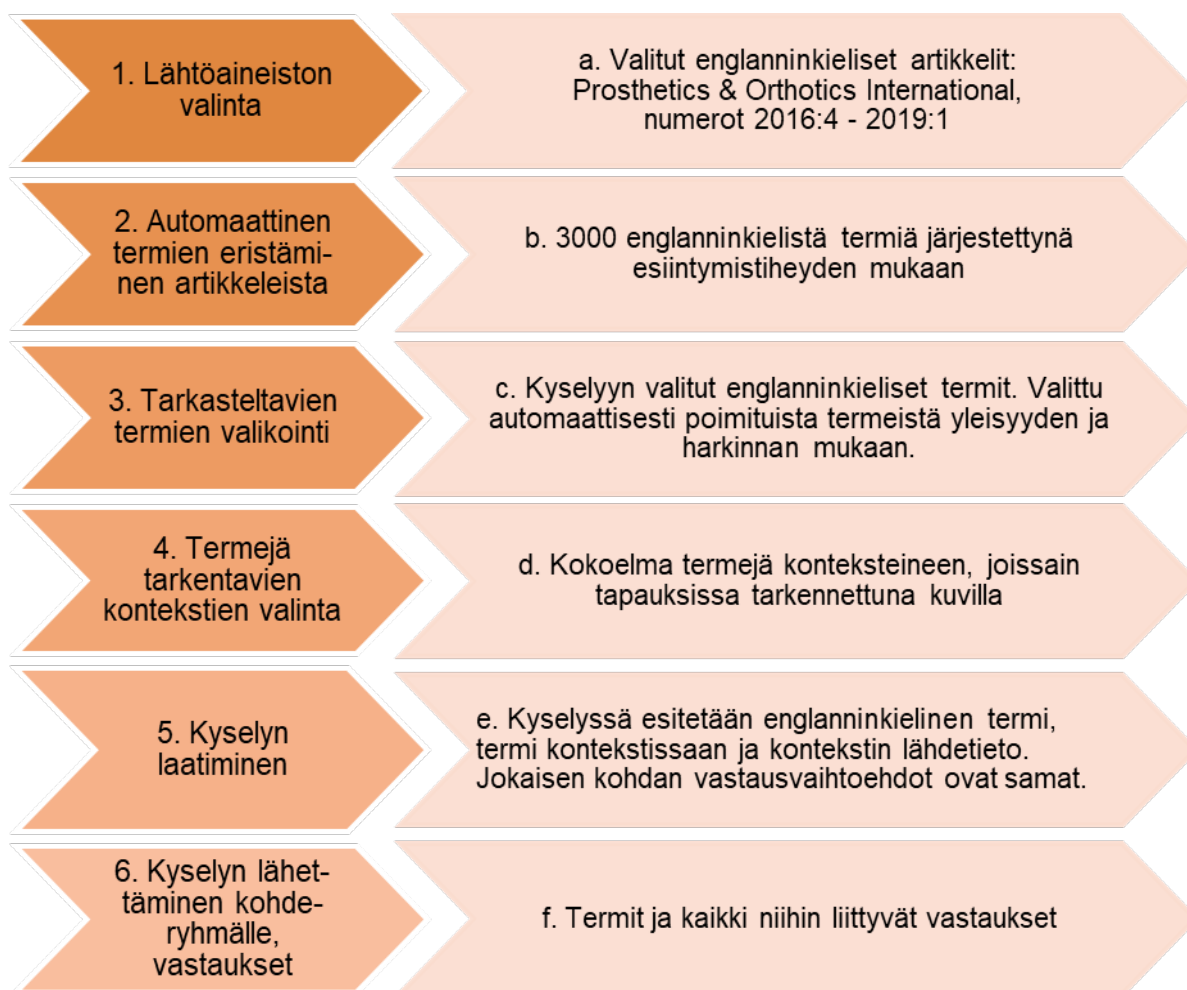 1. Lähtöaineiston
valinta
a. Valitut englanninkieliset artikkelit:
Prosthetics & Orthotics International,
numerot 2016:4 - 2019:1
2. Automaattinen
termien eristämi-
nen artikkeleista
b. 3000 englanninkielistä termiä järjestettynä
esiintymistiheyden mukaan
3. Tarkasteltavien
termien valikointi
c. Kyselyyn valitut englanninkieliset termit. Valittu
automaattisesti poimituista termeistä yleisyyden ja
harkinnan mukaan.
4. Termejä
tarkentavien
kontekstien valinta
d. Kokoelma termejä konteksteineen, joissain
tapauksissa tarkennettuna kuvilla
5. Kyselyn
laatiminen
e. Kyselyssä esitetään englanninkielinen termi,
termi kontekstissaan ja kontekstin lähdetieto.
Jokaisen kohdan vastausvaihtoehdot ovat samat.
6. Kyselyn lähet-
täminen kohde-
ryhmälle,
vastaukset
f. Termit ja kaikki niihin liittyvät vastaukset